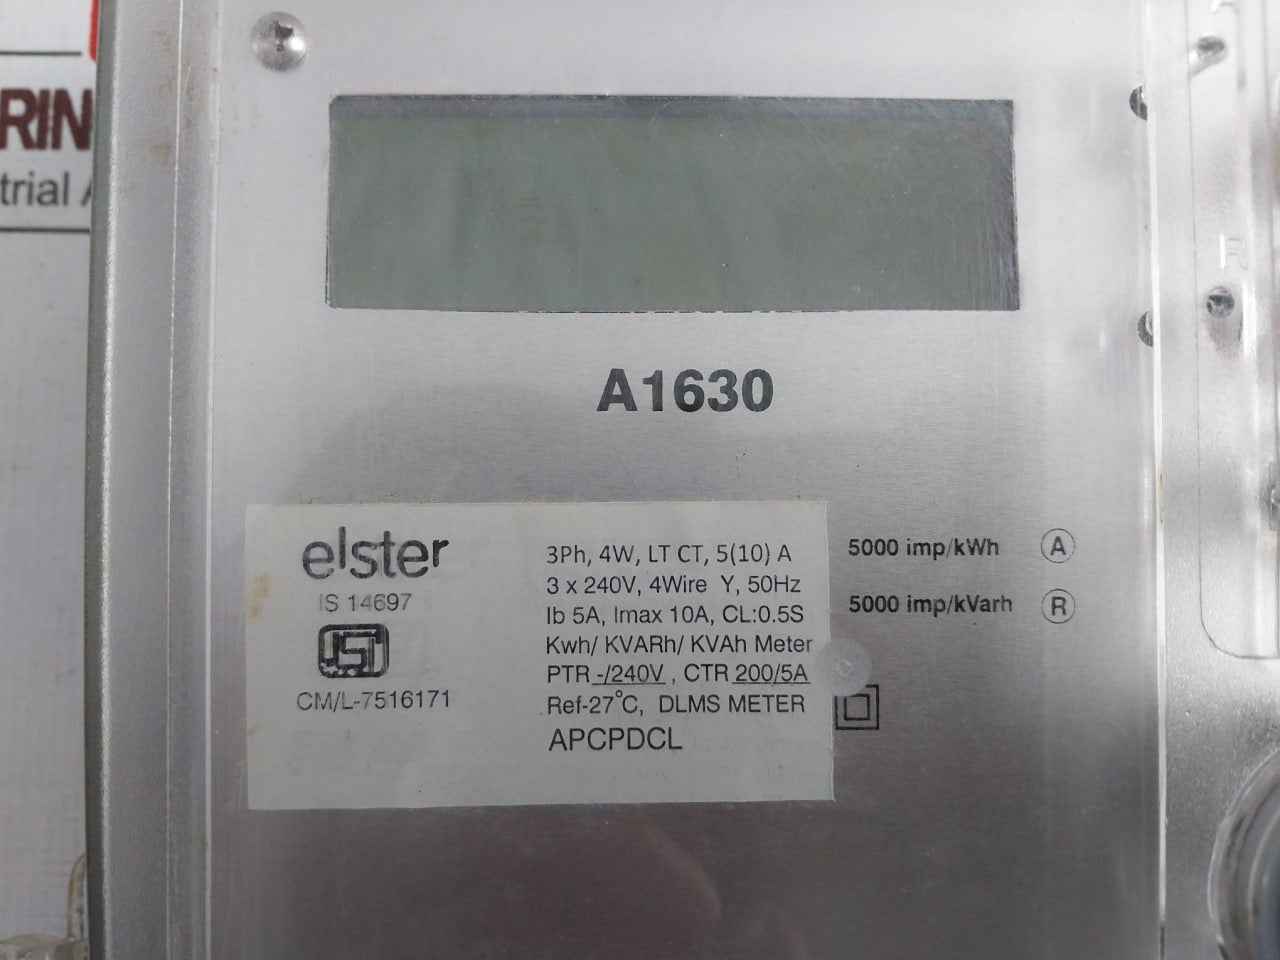 RIN
trial A
R
A1630
elster
IS 14697
ISI
CM/L-7516171
3Ph, 4W, LT CT, 5(10) A
3 x 240V, 4Wire Y, 50Hz
Ib 5A, Imax 10A, CL:0.5S
Kwh/ KVARh/ KVAh Meter
PTR -/240V , CTR 200/5A
Ref-27°C, DLMS METER
APCPDCL
5000 imp/kWh A
5000 imp/kVarh R